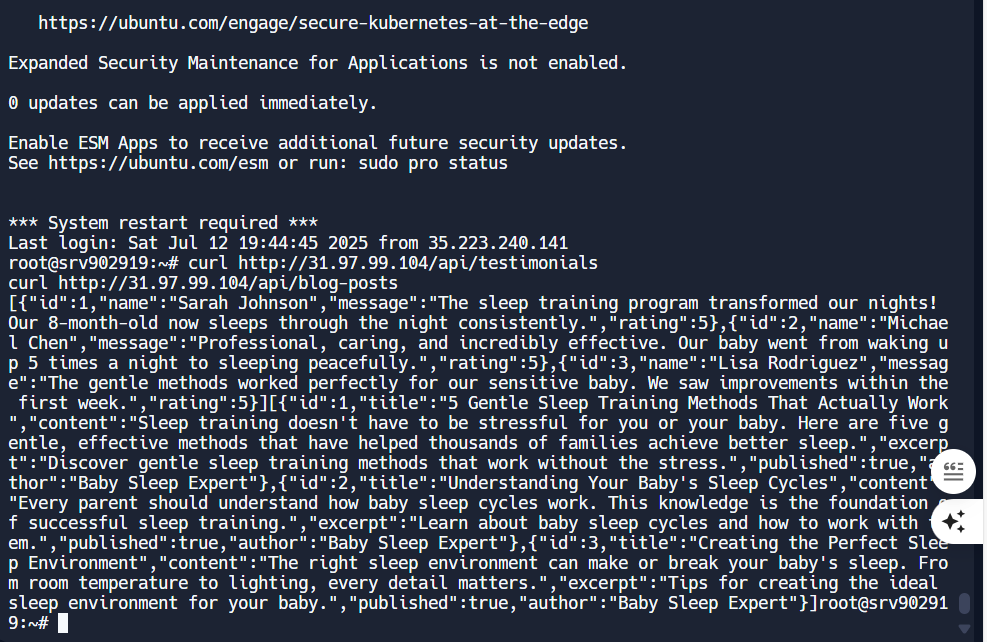 https://ubuntu.com/engage/secure-kubernetes-at-the-edge
Expanded Security Maintenance for Applications is not enabled.
0 updates can be applied immediately.
Enable ESM Apps to receive additional future security updates.
See https://ubuntu.com/esm or run: sudo pro status
*** System restart required ***
Last login: Sat Jul 12 19:44:45 2025 from 35.223.240.141
root@srv902919:~# curl http://31.97.99.104/api/testimonials
curl http://31.97.99.104/api/blog-posts
[{"id":1,"name":"Sarah Johnson","message":"The sleep training program transformed our nights!
Our 8-month-old now sleeps through the night consistently.","rating":5},{"id":2,"name":"Michae
l Chen","message":"Professional, caring, and incredibly effective. Our baby went from waking u
p 5 times a night to sleeping peacefully.","rating":5},{"id":3,"name":"Lisa Rodriguez","messag
e":"The gentle methods worked perfectly for our sensitive baby. We saw improvements within the
first week.","rating":5}][{"id":1,"title":"5 Gentle Sleep Training Methods That Actually Work
","content":"Sleep training doesn't have to be stressful for you or your baby. Here are five g
entle, effective methods that have helped thousands of families achieve better sleep.","excerp
t":"Discover gentle sleep training methods that work without the stress.","published":true,"
thor":"Baby Sleep Expert"},{"id":2,"title":"Understanding Your Baby's Sleep Cycles","content"
"Every parent should understand how baby sleep cycles work. This knowledge is the foundation
f successful sleep training.","excerpt":"Learn about baby sleep cycles and how to work with
em.","published":true,"author":"Baby Sleep Expert"},{"id":3,"title":"Creating the Perfect Slee
p Environment","content":"The right sleep environment can make or break your baby's sleep. Fro
m room temperature to lighting, every detail matters.","excerpt":"Tips for creating the ideal
sleep environment for your baby.","published":true,"author":"Baby Sleep Expert"}]root@srv90291
9:~#